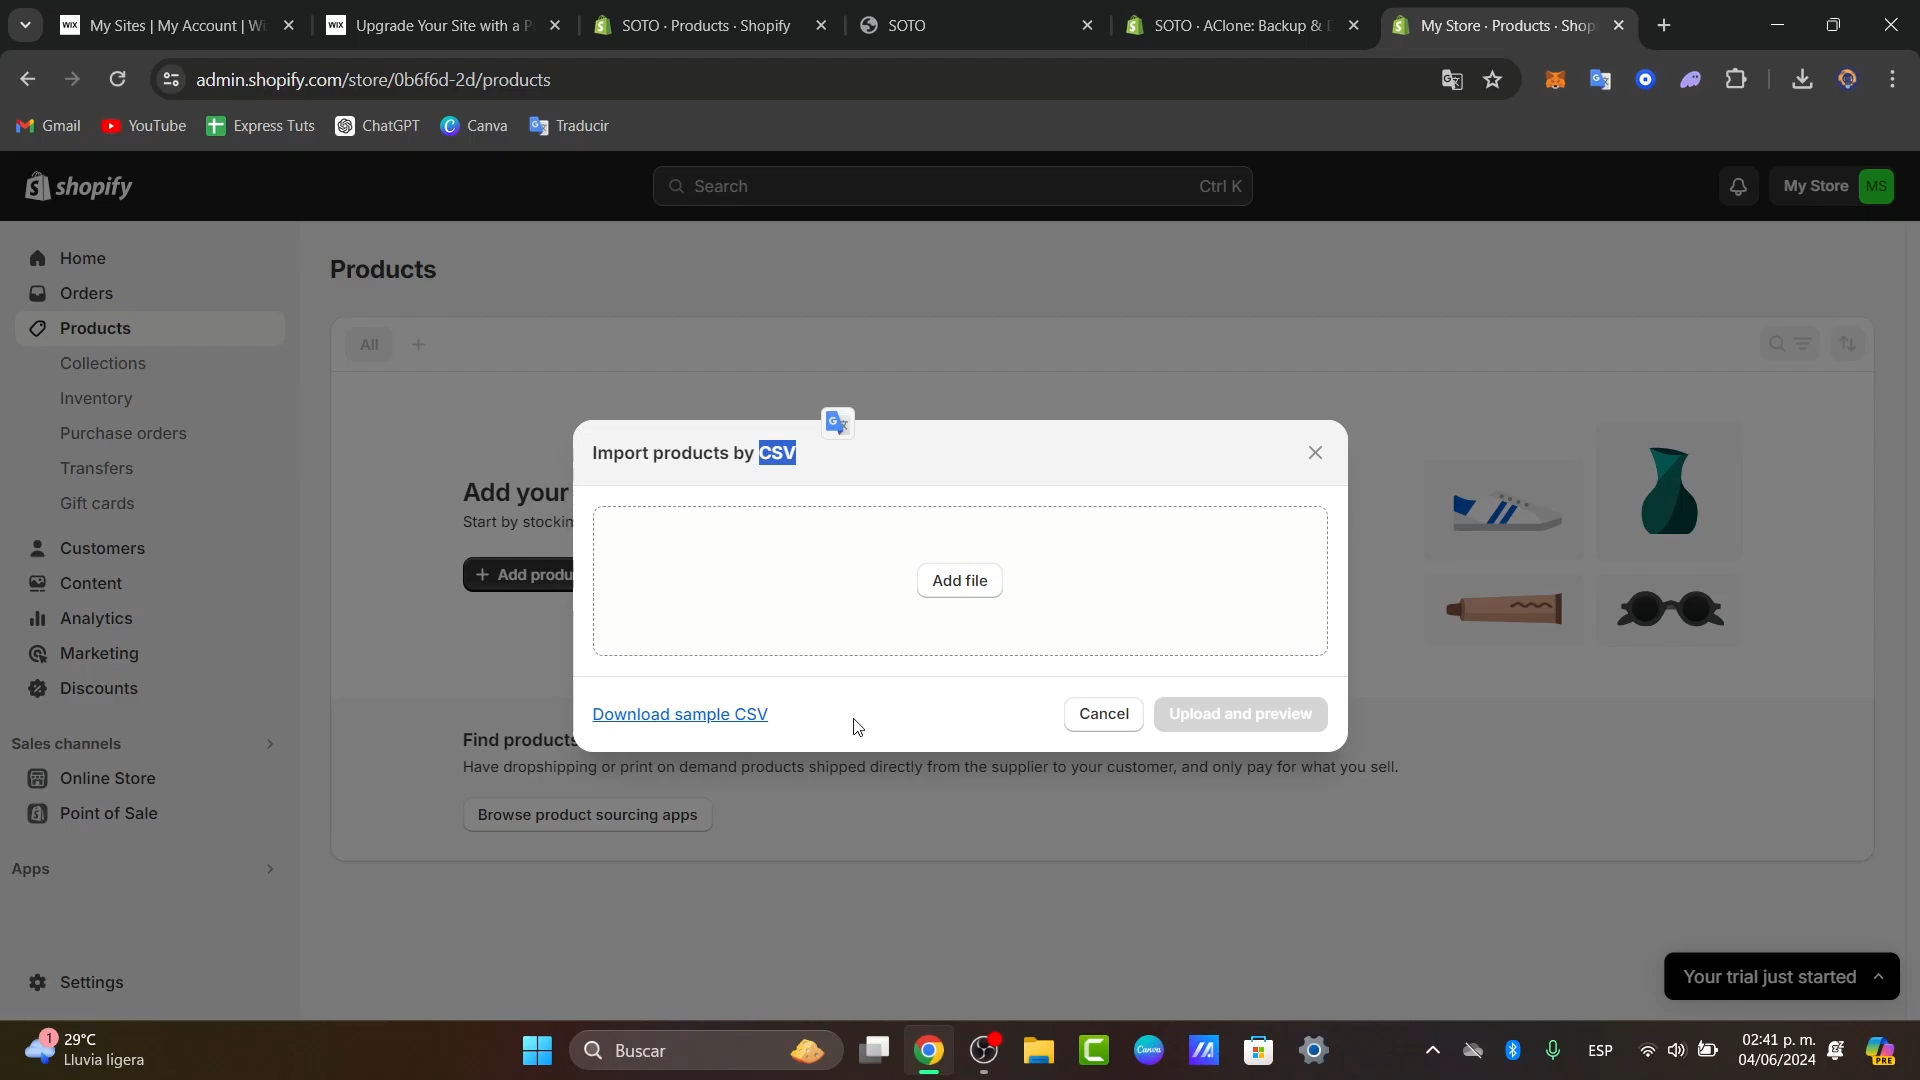 My Sites | My Account | Wi
Upgrade Your Site with a P
SOTO · Products · Shopify
SOTO
SOTO · AClone: Backup & D
My Store · Products · Shop
admin.shopify.com/store/0b6f6d-2d/products
Gmail
YouTube
Express Tuts
ChatGPT
Canva
Traducir
shopify
Search
Ctrl K
My Store
MS
Home
Orders
Products
Collections
Inventory
Purchase orders
Transfers
Gift cards
Customers
Content
Analytics
Marketing
Discounts
Sales channels
Online Store
Point of Sale
Apps
Settings
Products
All
Add your
Start by stockin
Add produ
Import products by CSV
Add file
Download sample CSV
Cancel
Upload and preview
Find products
Have dropshipping or print on demand products shipped directly from the supplier to your customer, and only pay for what you sell.
Browse product sourcing apps
Your trial just started
1
29°C
Lluvia ligera
Buscar
Canva
ESP
02:41 p. m.
04/06/2024
PRE